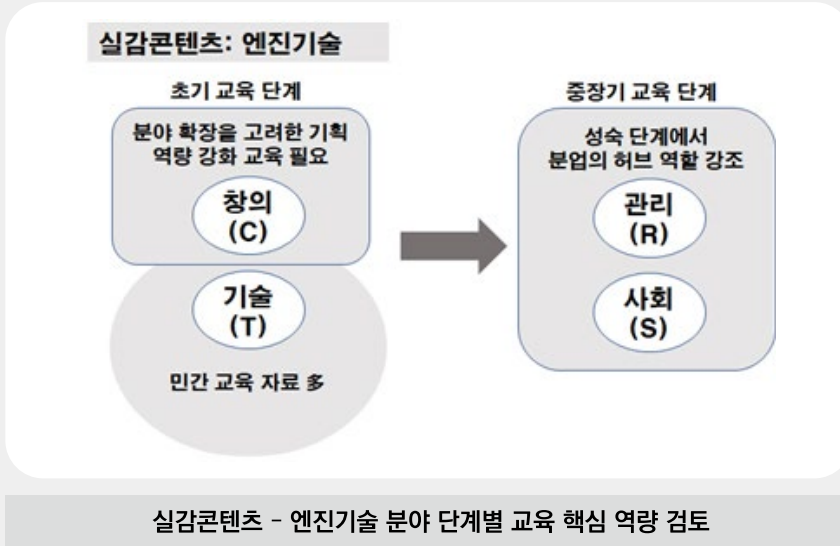 실감콘텐츠: 엔진기술
초기 교육 단계
분야 확장을 고려한 기획
역량 강화 교육 필요
창의
(C)
기술
(T)
민간 교육 자료 多
중장기 교육 단계
성숙 단계에서
분업의 허브 역할 강조
관리
(R)
사회
(S)
실감콘텐츠 - 엔진기술 분야 단계별 교육 핵심 역량 검토